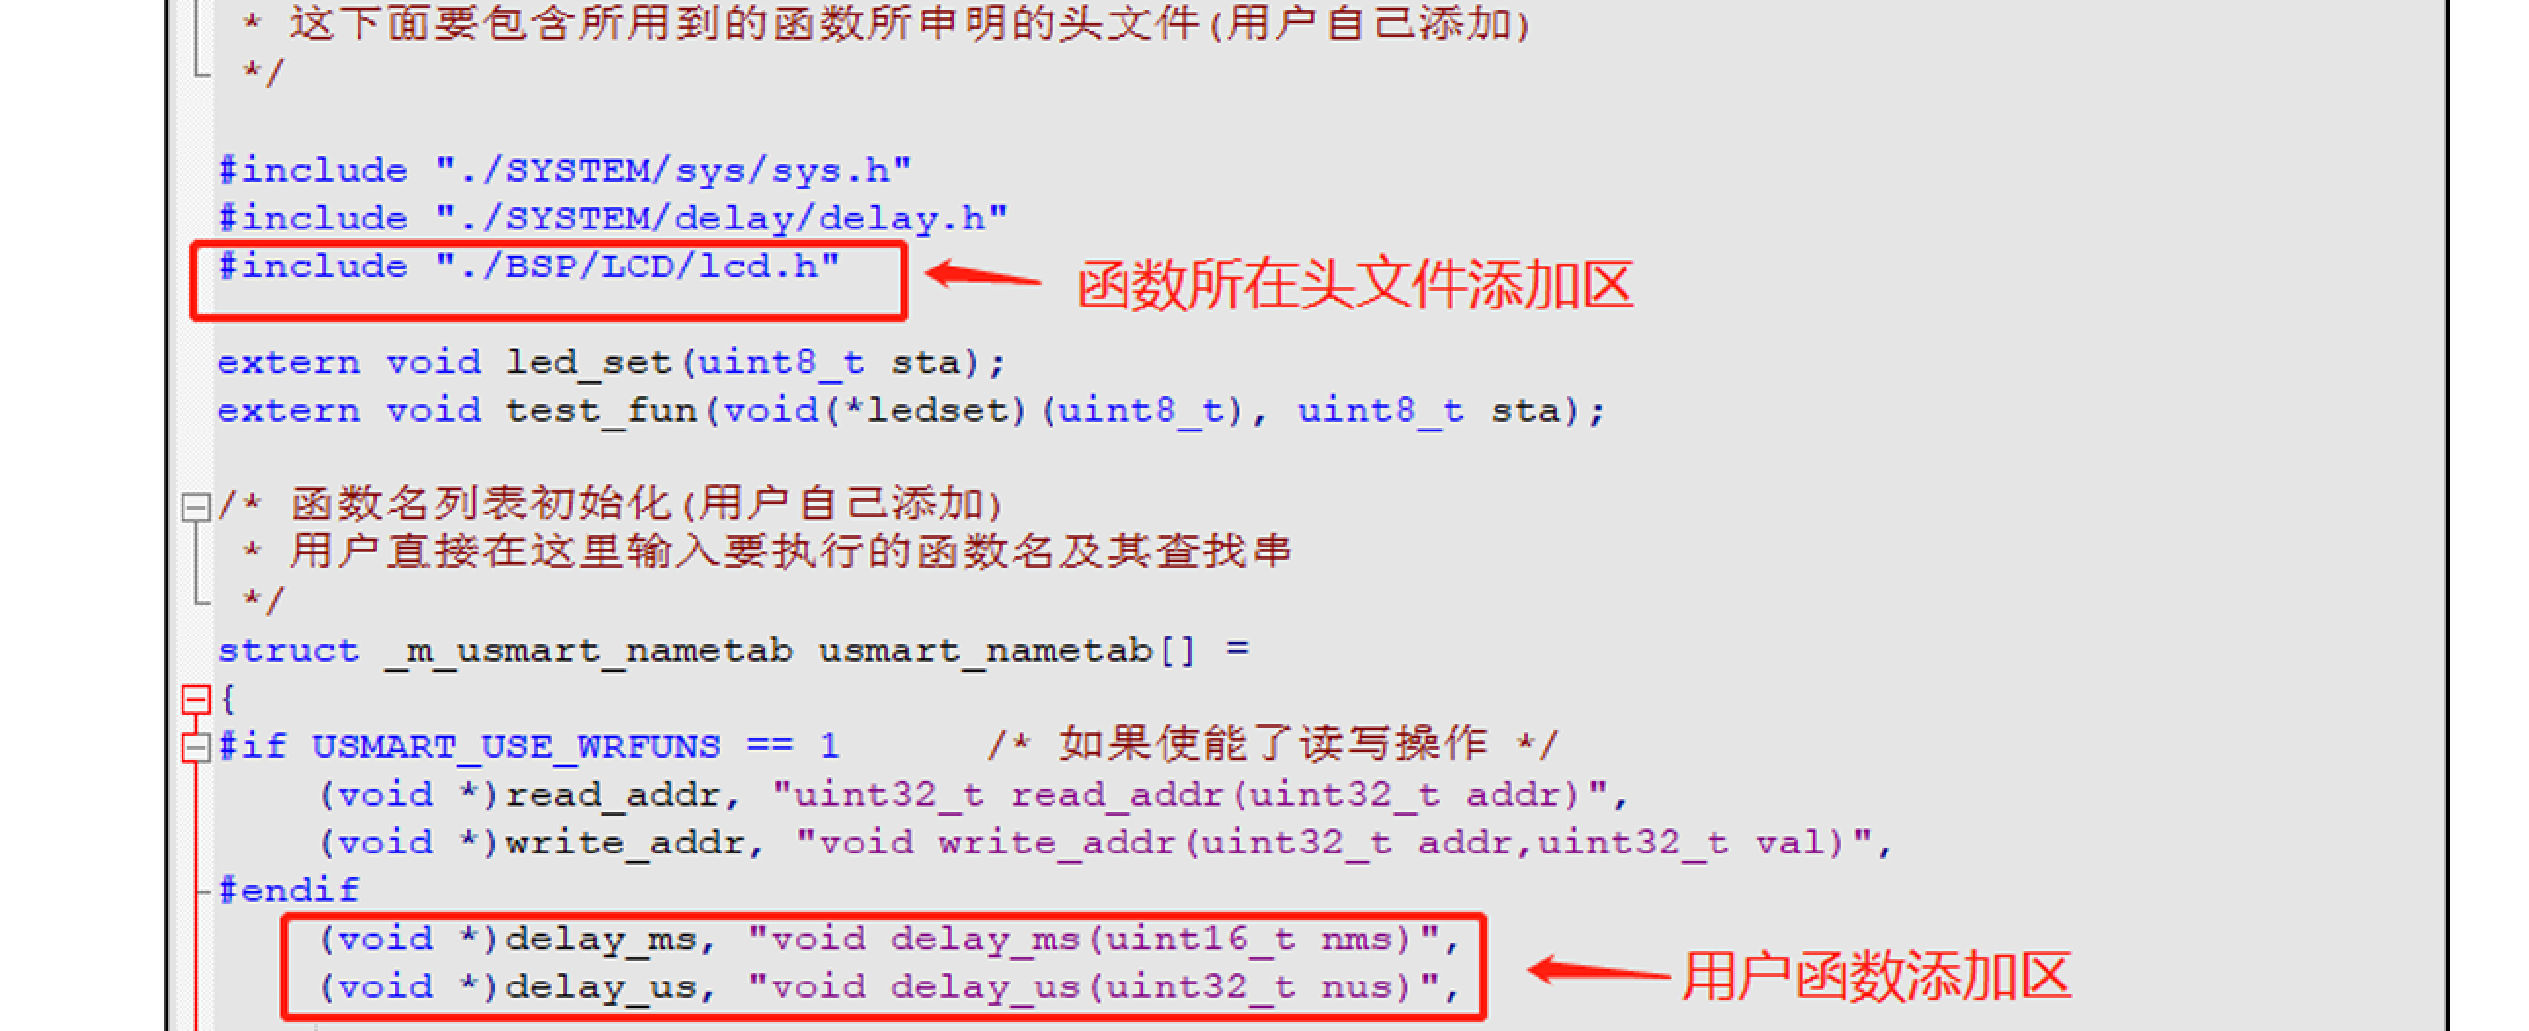 * 这下面要包含所用到的函数所申明的头文件(用户自己添加)
*/
#include "./SYSTEM/sys/sys.h"
#include "./SYSTEM/delay/delay.h"
#include "./BSP/LCD/lcd.h"
函数所在头文件添加区
extern void led_set(uint8_t sta);
extern void test_fun(void(*ledset)(uint8_t), uint8_t sta);
/* 函数名列表初始化(用户自己添加)
* 用户直接在这里输入要执行的函数名及其查找串
*/
struct _m_usmart_nametab usmart_nametab[] =
{
#if USMART_USE_WRFUNS == 1 /* 如果使能了读写操作 */
(void *)read_addr, "uint32_t read_addr(uint32_t addr)",
(void *)write_addr, "void write_addr(uint32_t addr,uint32_t val)",
#endif
(void *)delay_ms, "void delay_ms(uint16_t nms)",
(void *)delay_us, "void delay_us(uint32_t nus)",
用户函数添加区